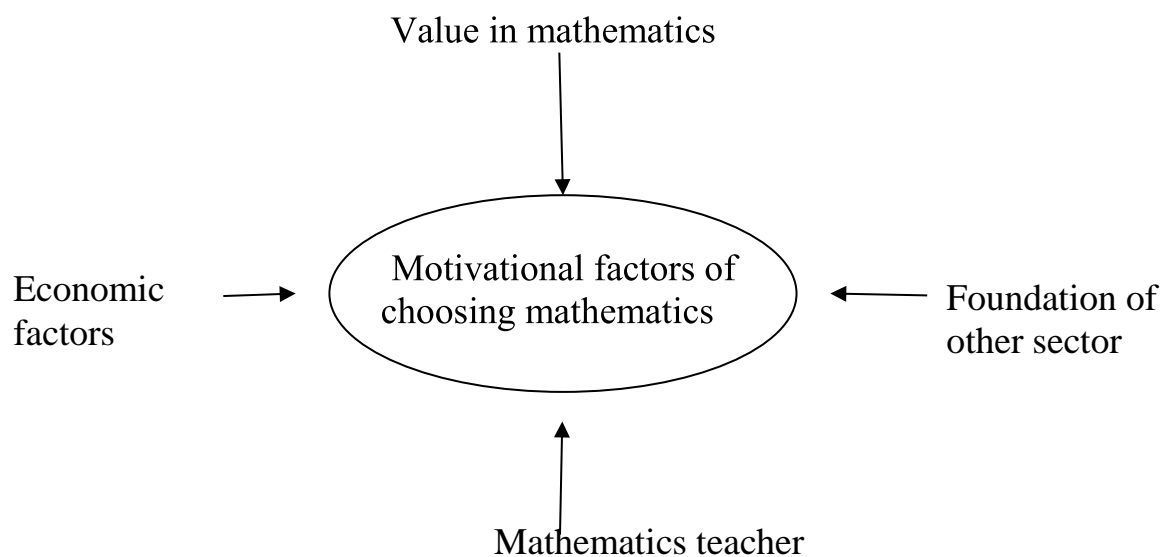 Value in mathematics
Motivational factors of
choosing mathematics
Economic
factors
Foundation of
other sector
Mathematics teacher